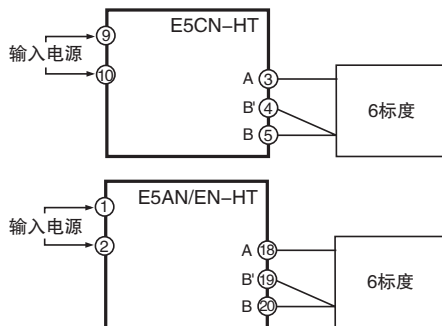 E5CN-HT
⑨
输入电源
⑩
A ③
B' ④
B ⑤
6标度
E5AN/EN-HT
①
输入电源
②
A ⑱
B' ⑲
B ⑳
6标度